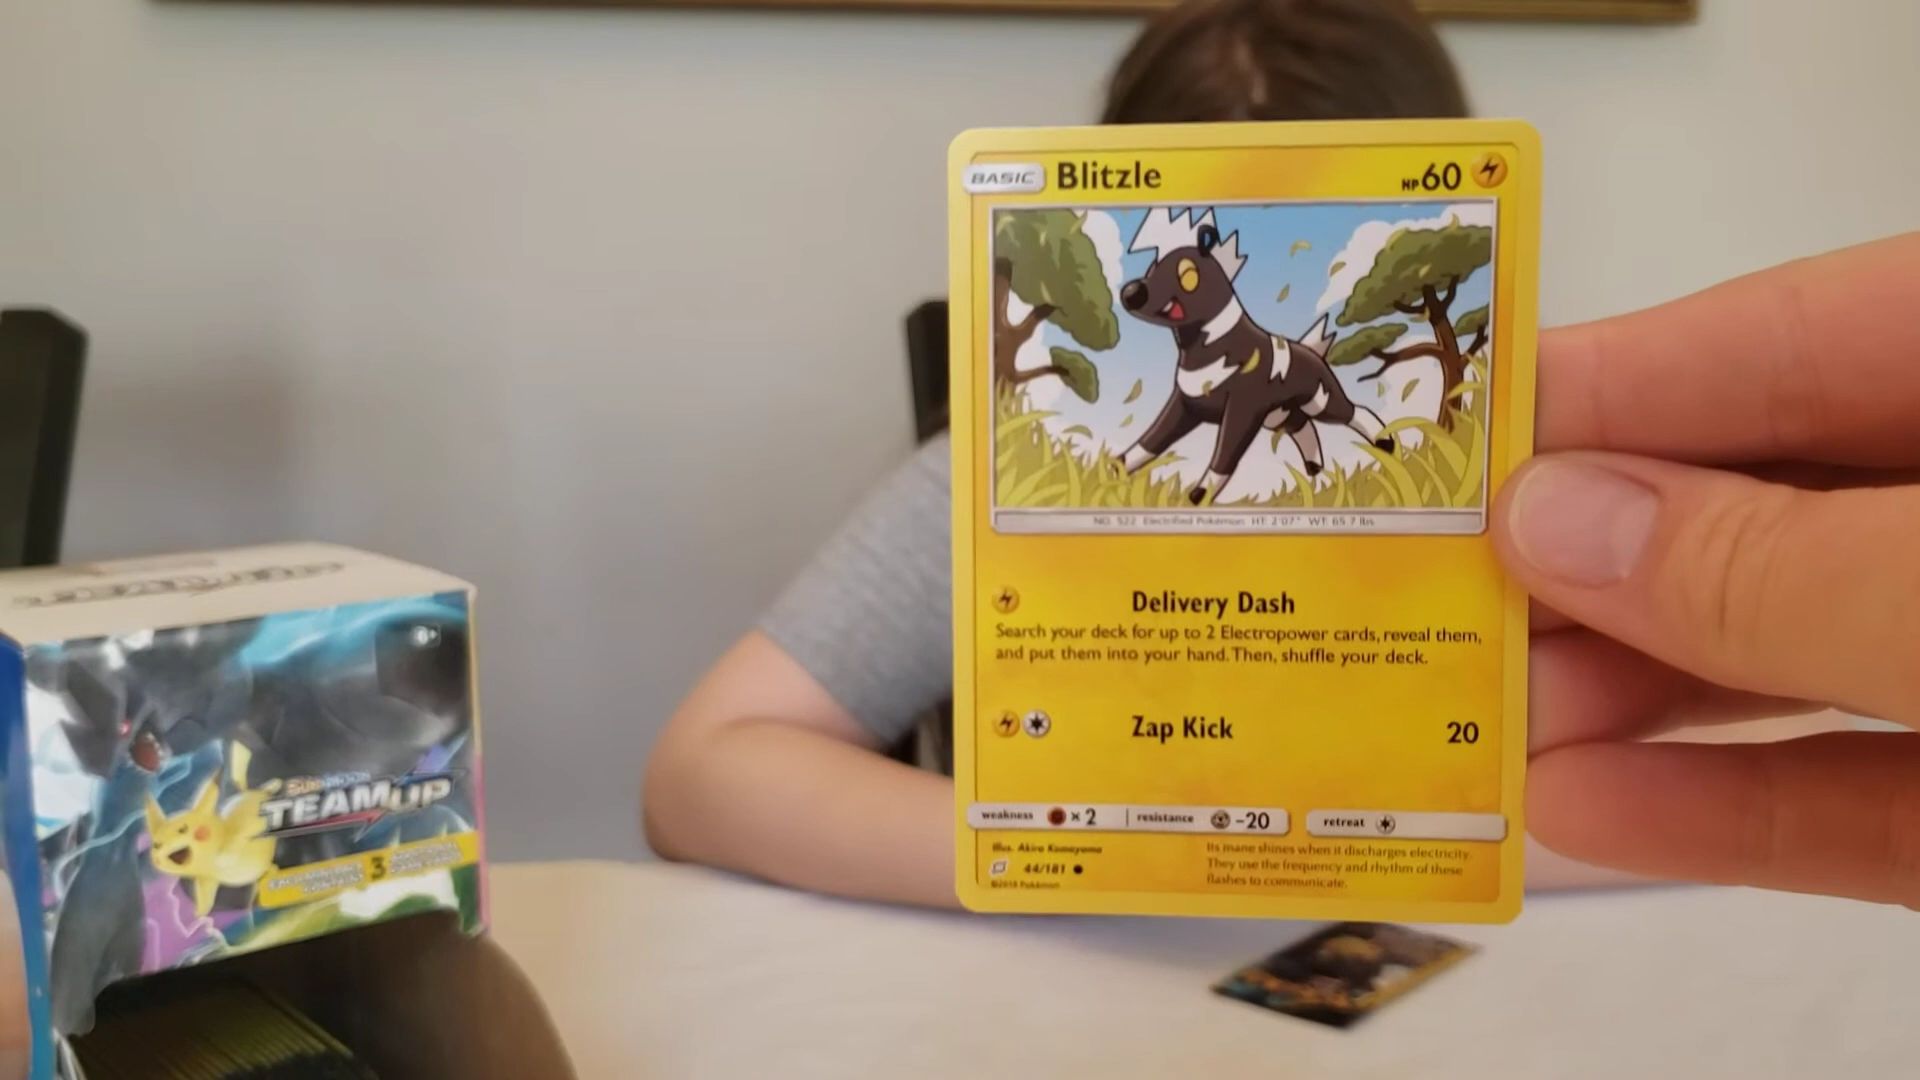 BASIC Blitzle HP 60
NO. 522 Electrified Pokémon HT: 2'07" WT: 65.7 lbs
Delivery Dash
Search your deck for up to 2 Electropower cards, reveal them,
and put them into your hand. Then, shuffle your deck.
Zap Kick 20
weakness × 2 resistance -20 retreat
Illus. Akira Komayama
44/181
©2018 Pokémon
Its mane shines when it discharges electricity.
They use the frequency and rhythm of these
flashes to communicate.
6+
TEAM UP
3